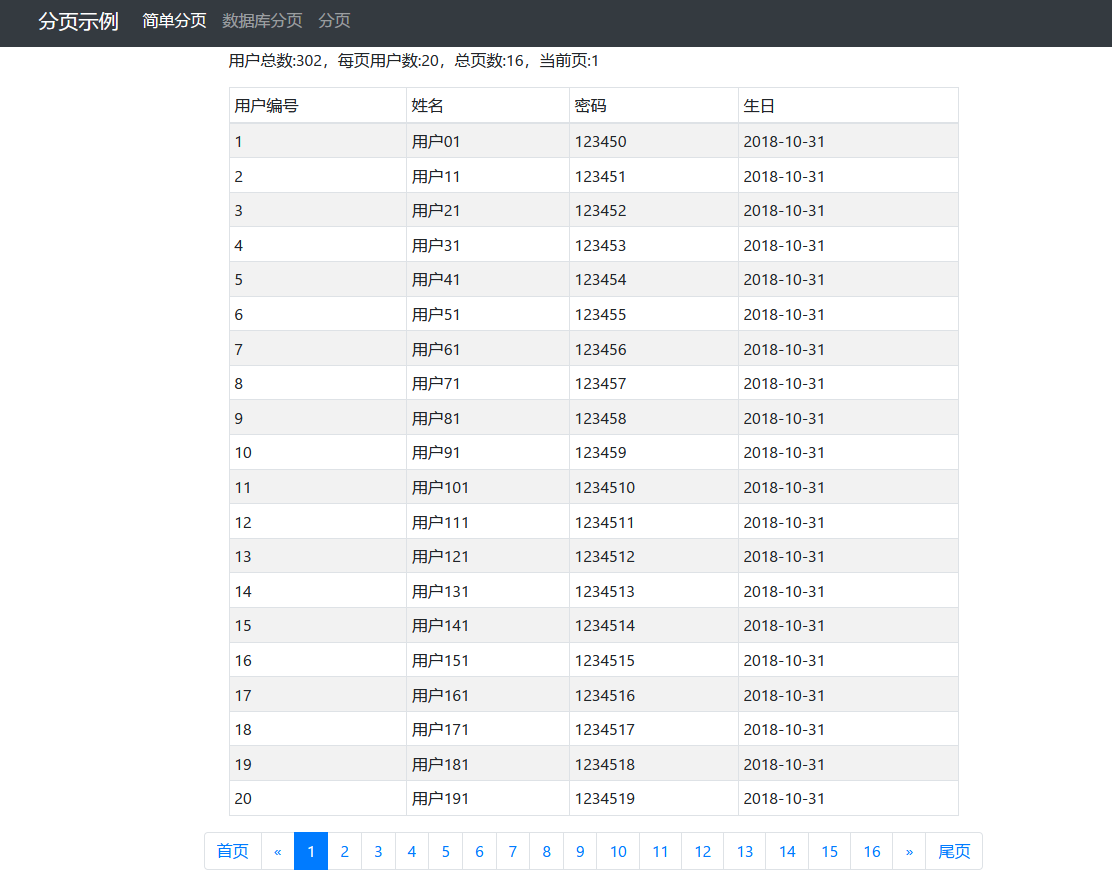 分页示例 简单分页 数据库分页 分页
用户总数:302，每页用户数:20，总页数:16，当前页:1
用户编号 姓名 密码 生日
1 用户01 123450 2018-10-31
2 用户11 123451 2018-10-31
3 用户21 123452 2018-10-31
4 用户31 123453 2018-10-31
5 用户41 123454 2018-10-31
6 用户51 123455 2018-10-31
7 用户61 123456 2018-10-31
8 用户71 123457 2018-10-31
9 用户81 123458 2018-10-31
10 用户91 123459 2018-10-31
11 用户101 1234510 2018-10-31
12 用户111 1234511 2018-10-31
13 用户121 1234512 2018-10-31
14 用户131 1234513 2018-10-31
15 用户141 1234514 2018-10-31
16 用户151 1234515 2018-10-31
17 用户161 1234516 2018-10-31
18 用户171 1234517 2018-10-31
19 用户181 1234518 2018-10-31
20 用户191 1234519 2018-10-31
首页 « 1 2 3 4 5 6 7 8 9 10 11 12 13 14 15 16 » 尾页